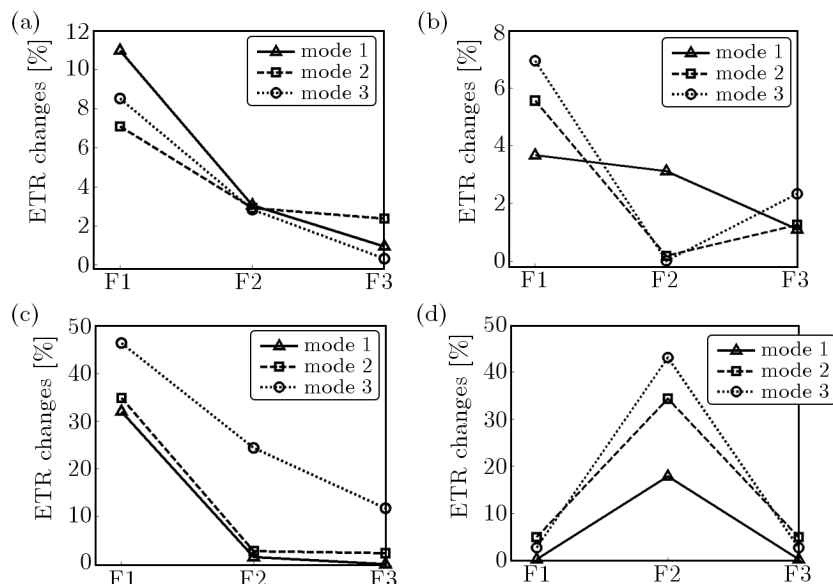 (a)
ETR changes [%]
12
10
8
6
4
2
0
F1 F2 F3
mode 1
mode 2
mode 3
(b)
ETR changes [%]
8
6
4
2
0
F1 F2 F3
mode 1
mode 2
mode 3
(c)
ETR changes [%]
50
40
30
20
10
0
F1 F2 F3
mode 1
mode 2
mode 3
(d)
ETR changes [%]
50
40
30
20
10
0
F1 F2 F3
mode 1
mode 2
mode 3